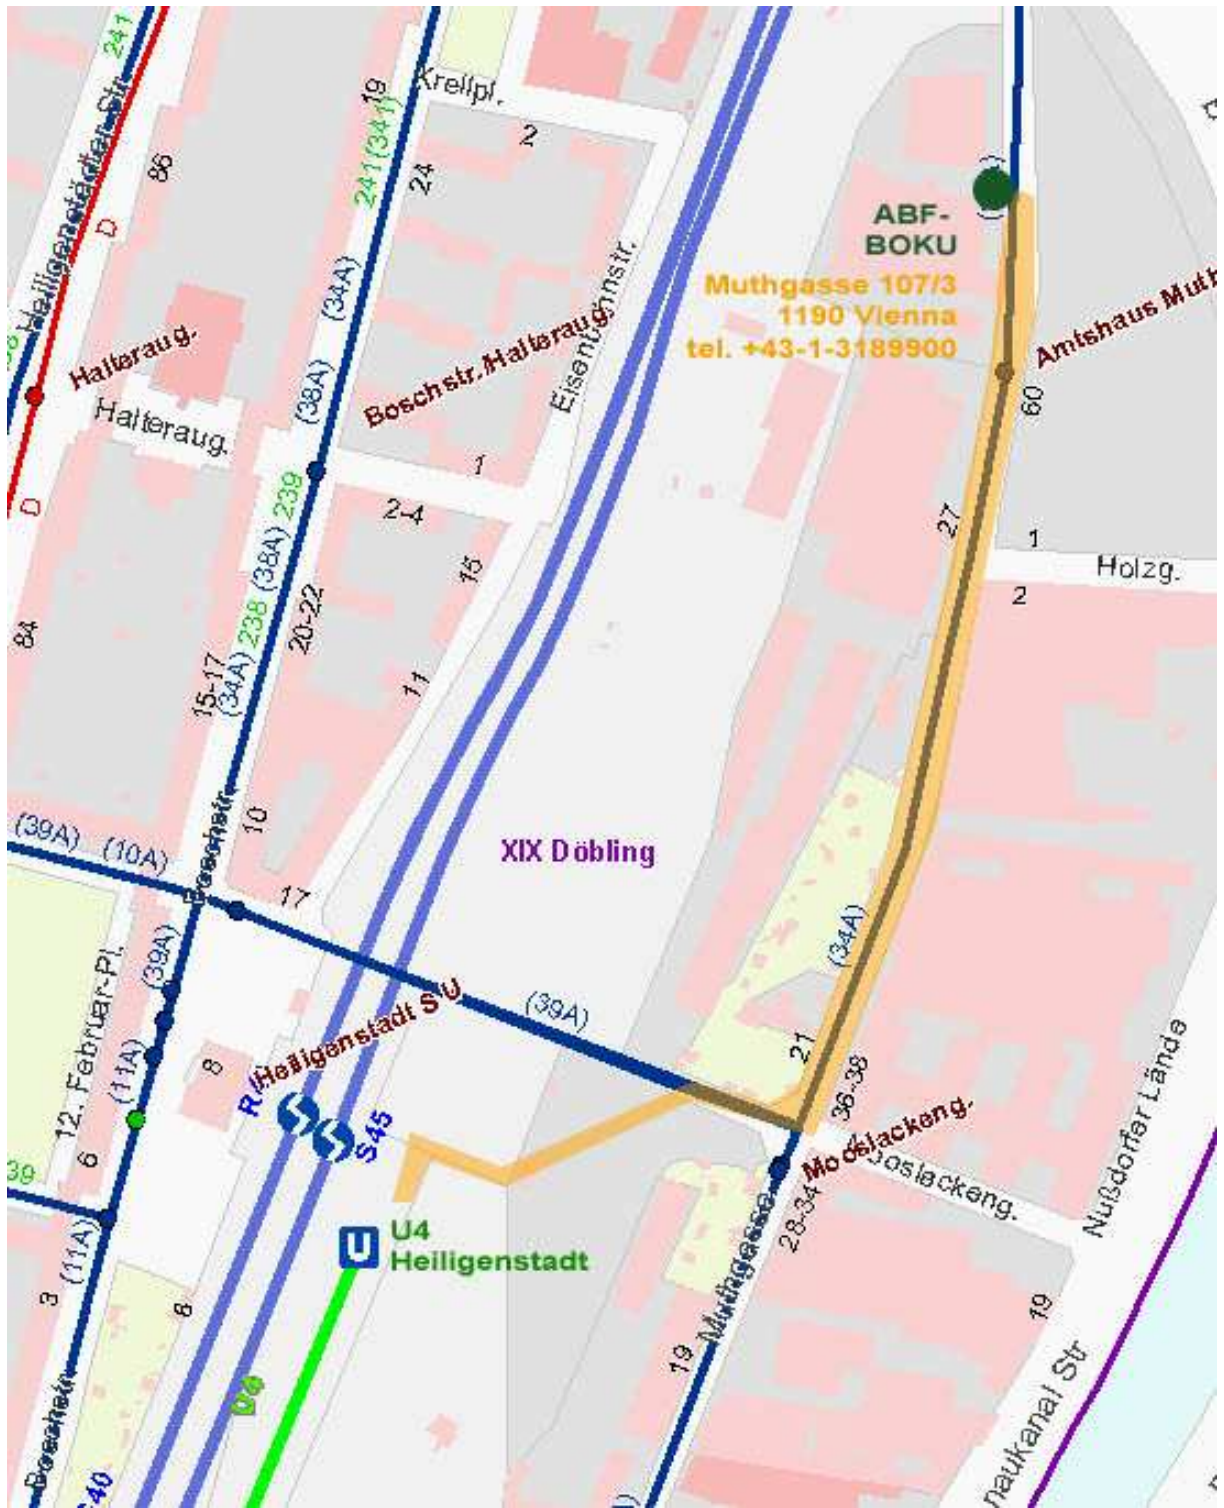 241
Heiligenstädter Str.
86
D
19
241(341)
24
Krellpl.
2
(34A)
Eisenbahnstr.
ABF-
BOKU
Muthgasse 107/3
1190 Vienna
tel. +43-1-3189900
Amtshaus Muth
60
Halteraug.
Halteraug.
(38A)
Boschstr./Halteraug.
D
239
1
2-4
15
27
1
Holzg.
2
84
(38A)
238
20-22
15-17
(34A)
11
10
Boschstr.
(39A)
(10A)
17
XIX Döbling
(34A)
12. Februar-Pl.
(39A)
Heiligenstadt S U
(39A)
(11A)
8
21
36-38
Nußdorfer Lände
S45
Mooslackeng.
Mooslackeng.
6
39
28-34
U
U4
Heiligenstadt
(11A)
3
8
Muthgasse
19
19
U4
Boschstr.
naukanal Str